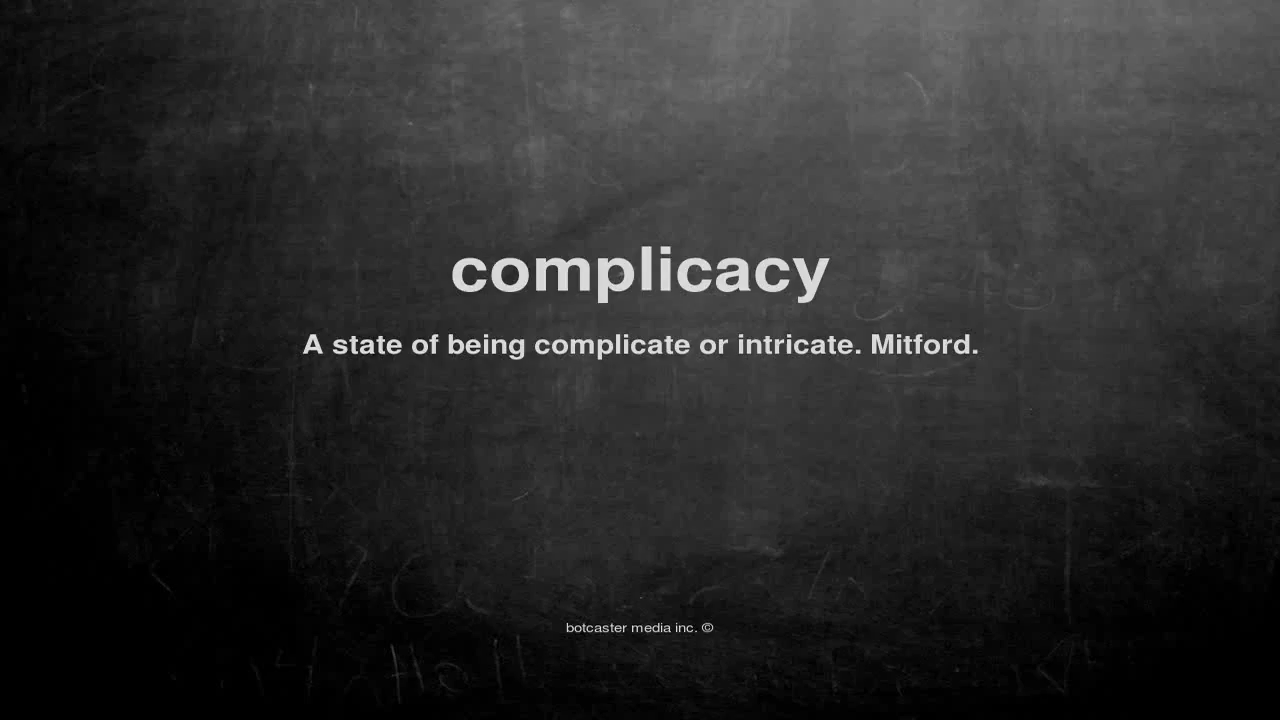 complicacy
A state of being complicate or intricate. Mitford.
botcaster media inc. ©